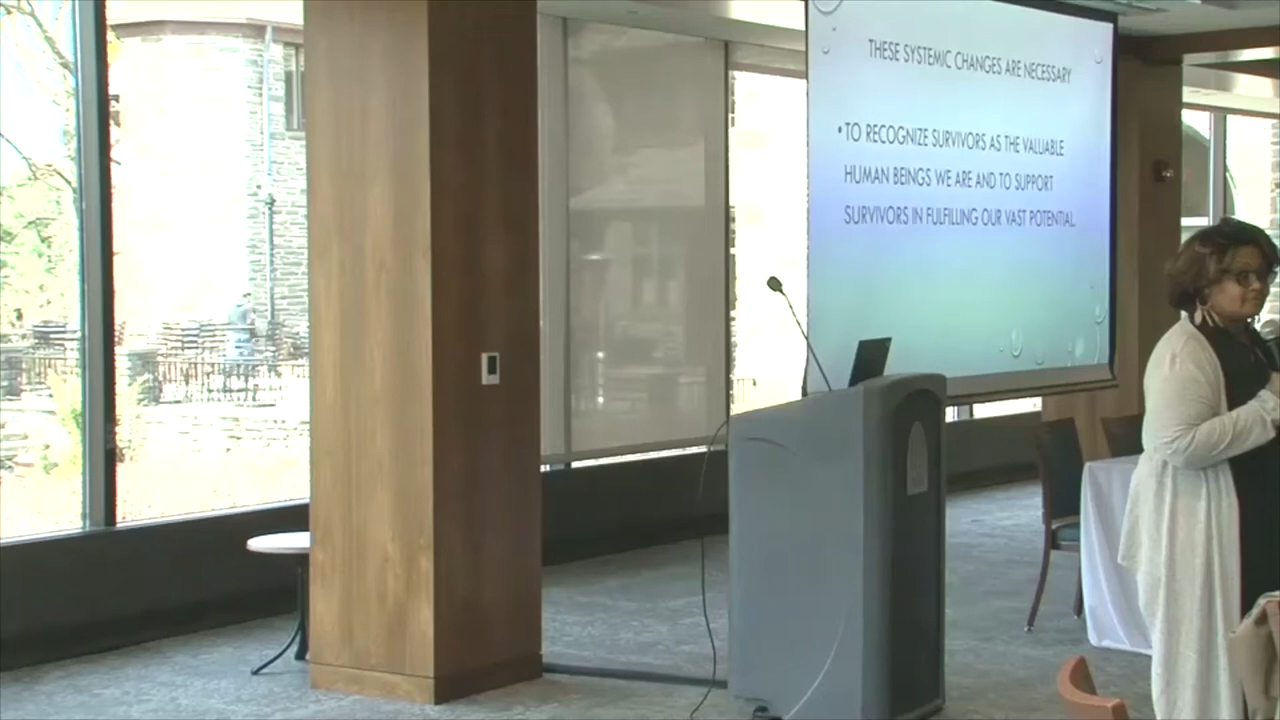 THESE SYSTEMIC CHANGES ARE NECESSARY
• TO RECOGNIZE SURVIVORS AS THE VALUABLE
HUMAN BEINGS WE ARE AND TO SUPPORT
SURVIVORS IN FULFILLING OUR VAST POTENTIAL.